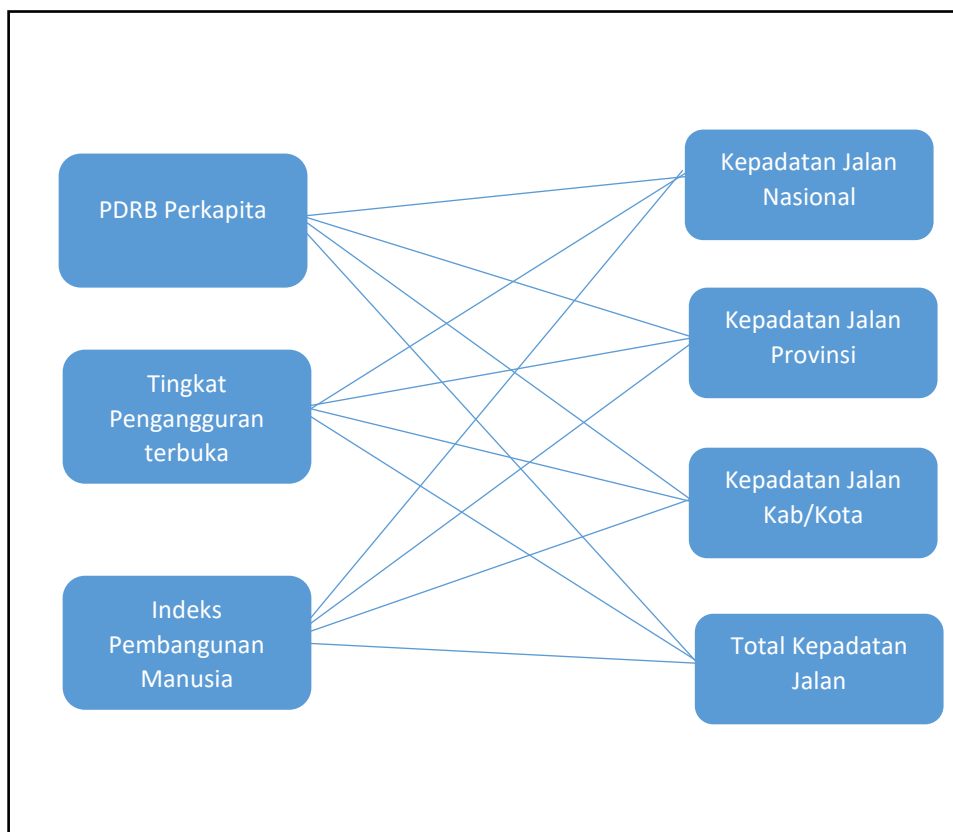 PDRB Perkapita
Tingkat
Pengangguran
terbuka
Indeks
Pembangunan
Manusia
Kepadatan Jalan
Nasional
Kepadatan Jalan
Provinsi
Kepadatan Jalan
Kab/Kota
Total Kepadatan
Jalan